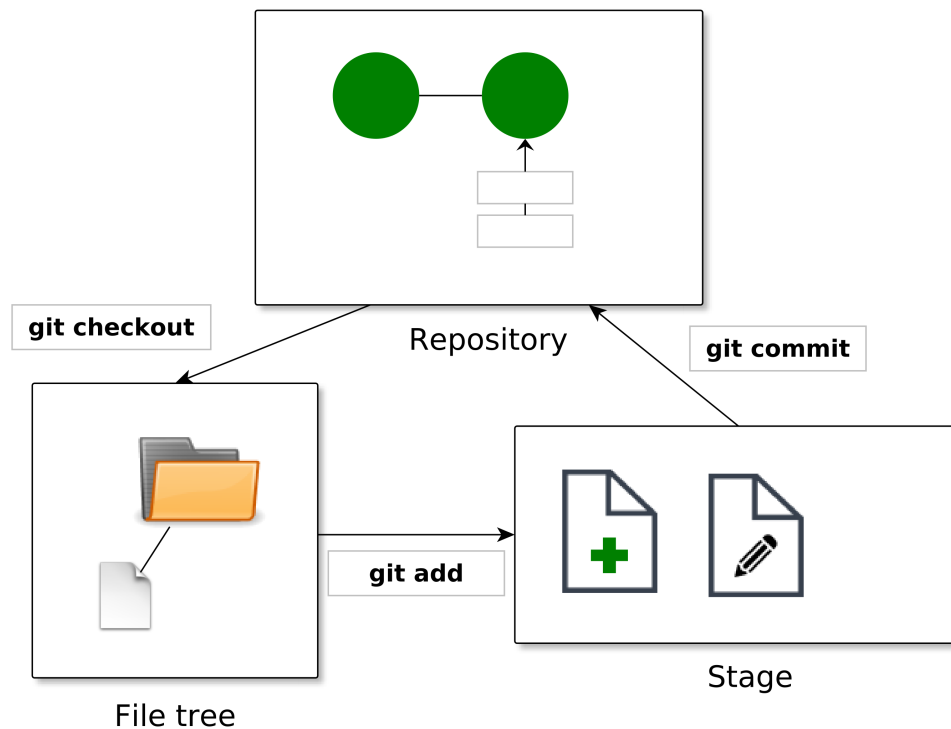 git checkout
Repository
git commit
git add
Stage
File tree